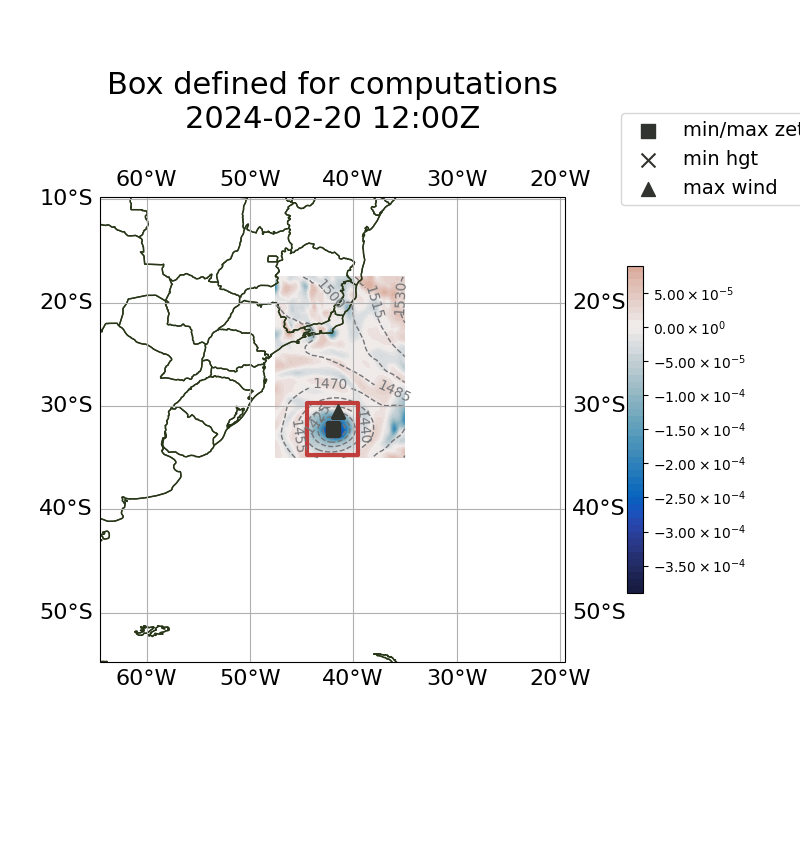 Box defined for computations
2024-02-20 12:00Z
min/max zet
min hgt
max wind
60°W 50°W 40°W 30°W 20°W
10°S
20°S 20°S
30°S 30°S
40°S 40°S
50°S 50°S
60°W 50°W 40°W 30°W 20°W
1515
1530
1470
1485
1440
1455
1425
5.00×10⁻⁵
0.00×10⁰
−5.00×10⁻⁵
−1.00×10⁻⁴
−1.50×10⁻⁴
−2.00×10⁻⁴
−2.50×10⁻⁴
−3.00×10⁻⁴
−3.50×10⁻⁴